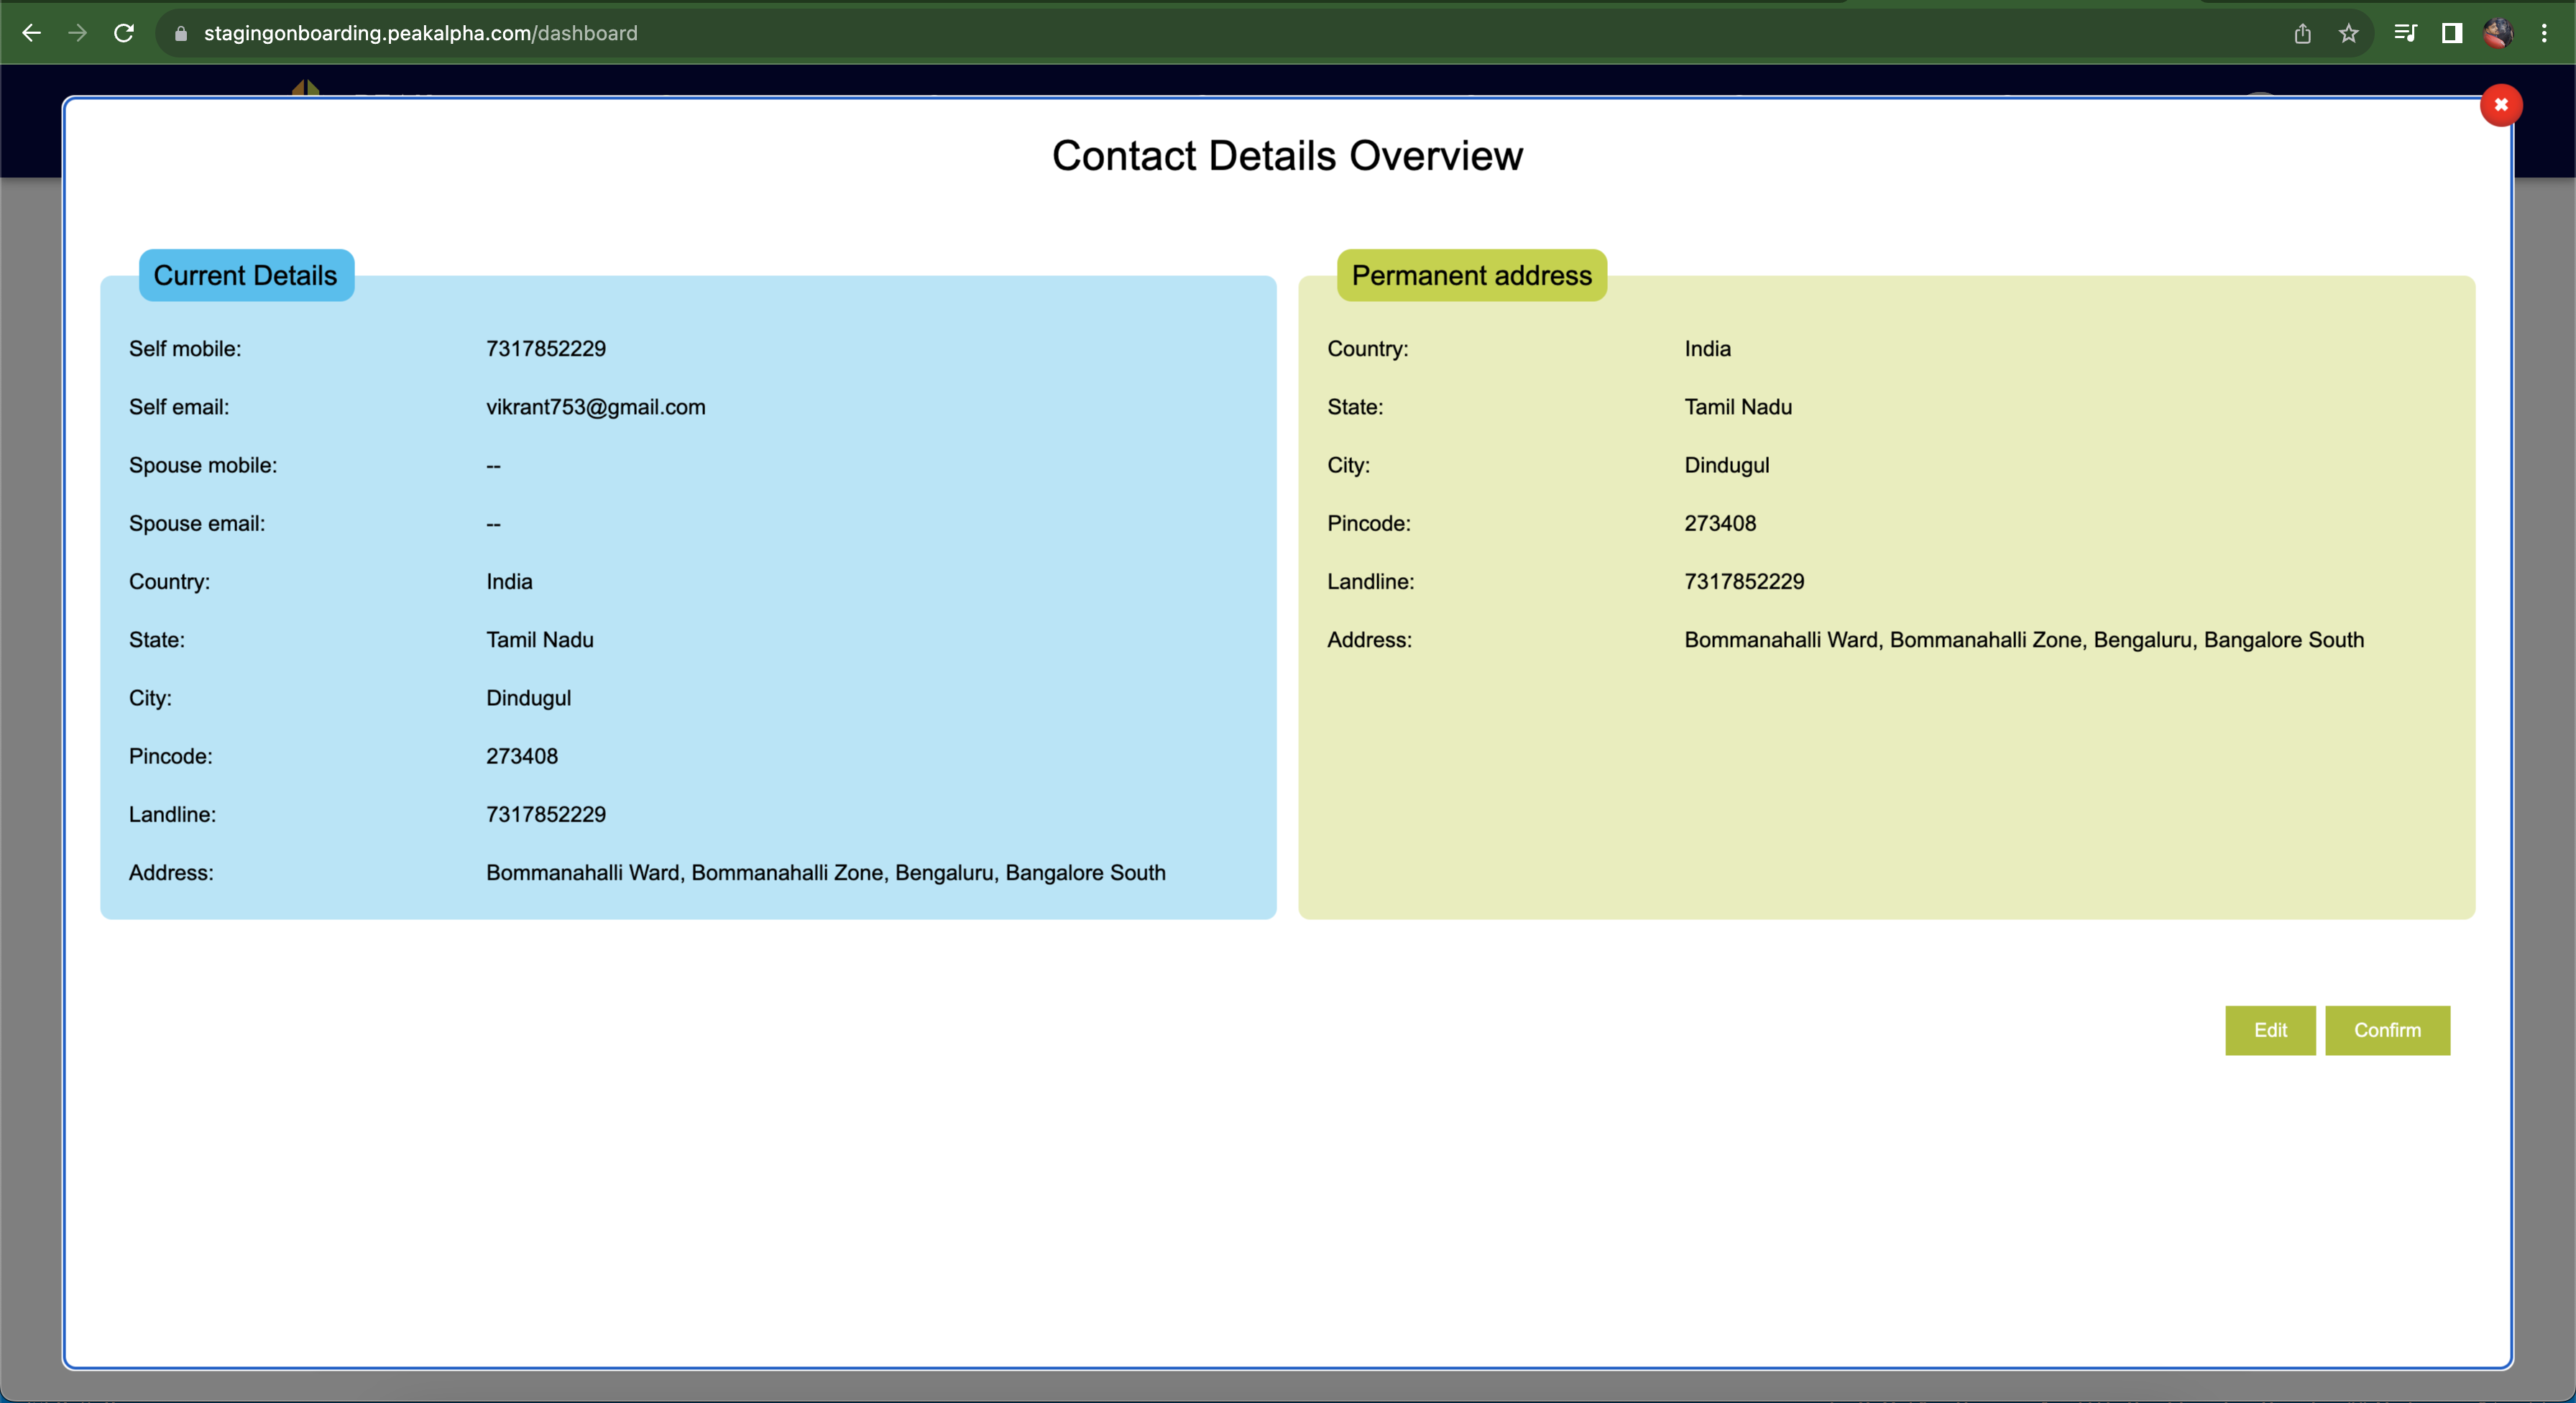 stagingonboarding.peakalpha.com/dashboard
Contact Details Overview
Current Details
Self mobile: 7317852229
Self email: vikrant753@gmail.com
Spouse mobile: --
Spouse email: --
Country: India
State: Tamil Nadu
City: Dindugul
Pincode: 273408
Landline: 7317852229
Address: Bommanahalli Ward, Bommanahalli Zone, Bengaluru, Bangalore South
Permanent address
Country: India
State: Tamil Nadu
City: Dindugul
Pincode: 273408
Landline: 7317852229
Address: Bommanahalli Ward, Bommanahalli Zone, Bengaluru, Bangalore South
Edit Confirm